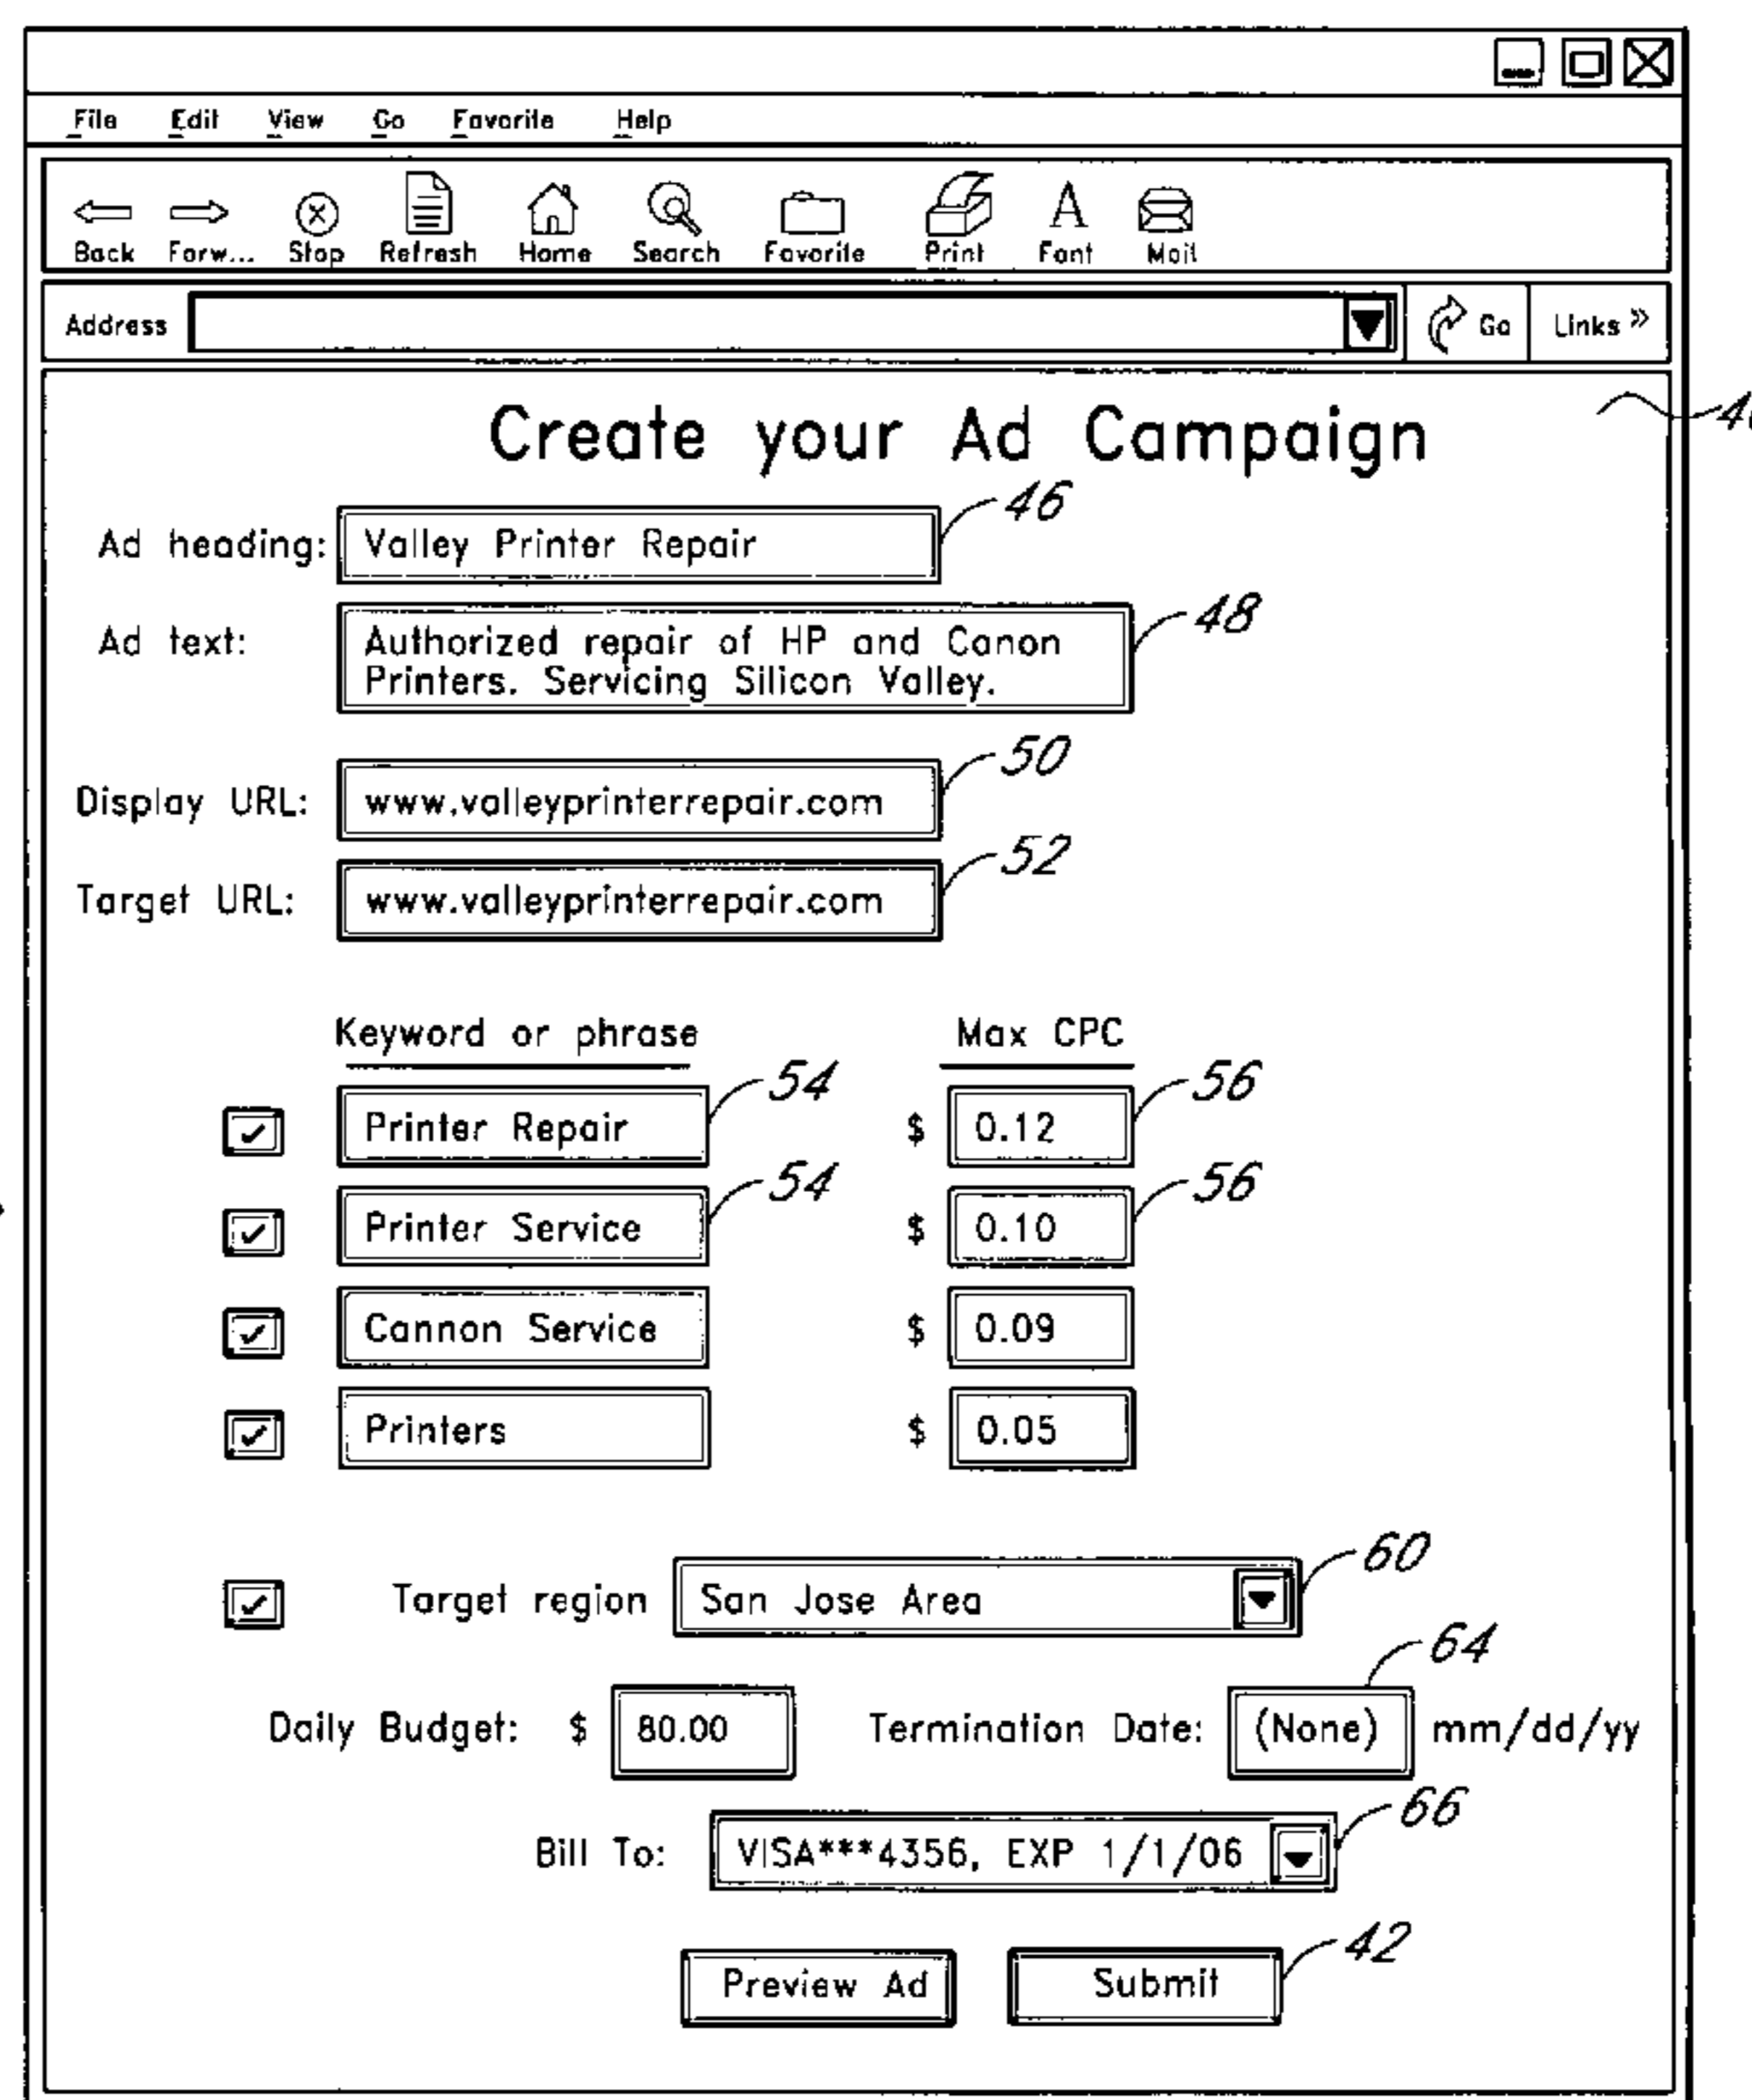 File Edit View Go Favorite Help
Back Forw... Stop Refresh Home Search Favorite Print Font Mail
Address Go Links »
Create your Ad Campaign
46
Ad heading: Valley Printer Repair
48
Ad text: Authorized repair of HP and Canon
Printers. Servicing Silicon Valley.
50
Display URL: www.valleyprinterrepair.com
52
Target URL: www.valleyprinterrepair.com
Keyword or phrase Max CPC
54 56
Printer Repair $ 0.12
54 56
Printer Service $ 0.10
Cannon Service $ 0.09
Printers $ 0.05
60
Target region San Jose Area
64
Daily Budget: $ 80.00 Termination Date: (None) mm/dd/yy
66
Bill To: VISA***4356, EXP 1/1/06
42
Preview Ad Submit